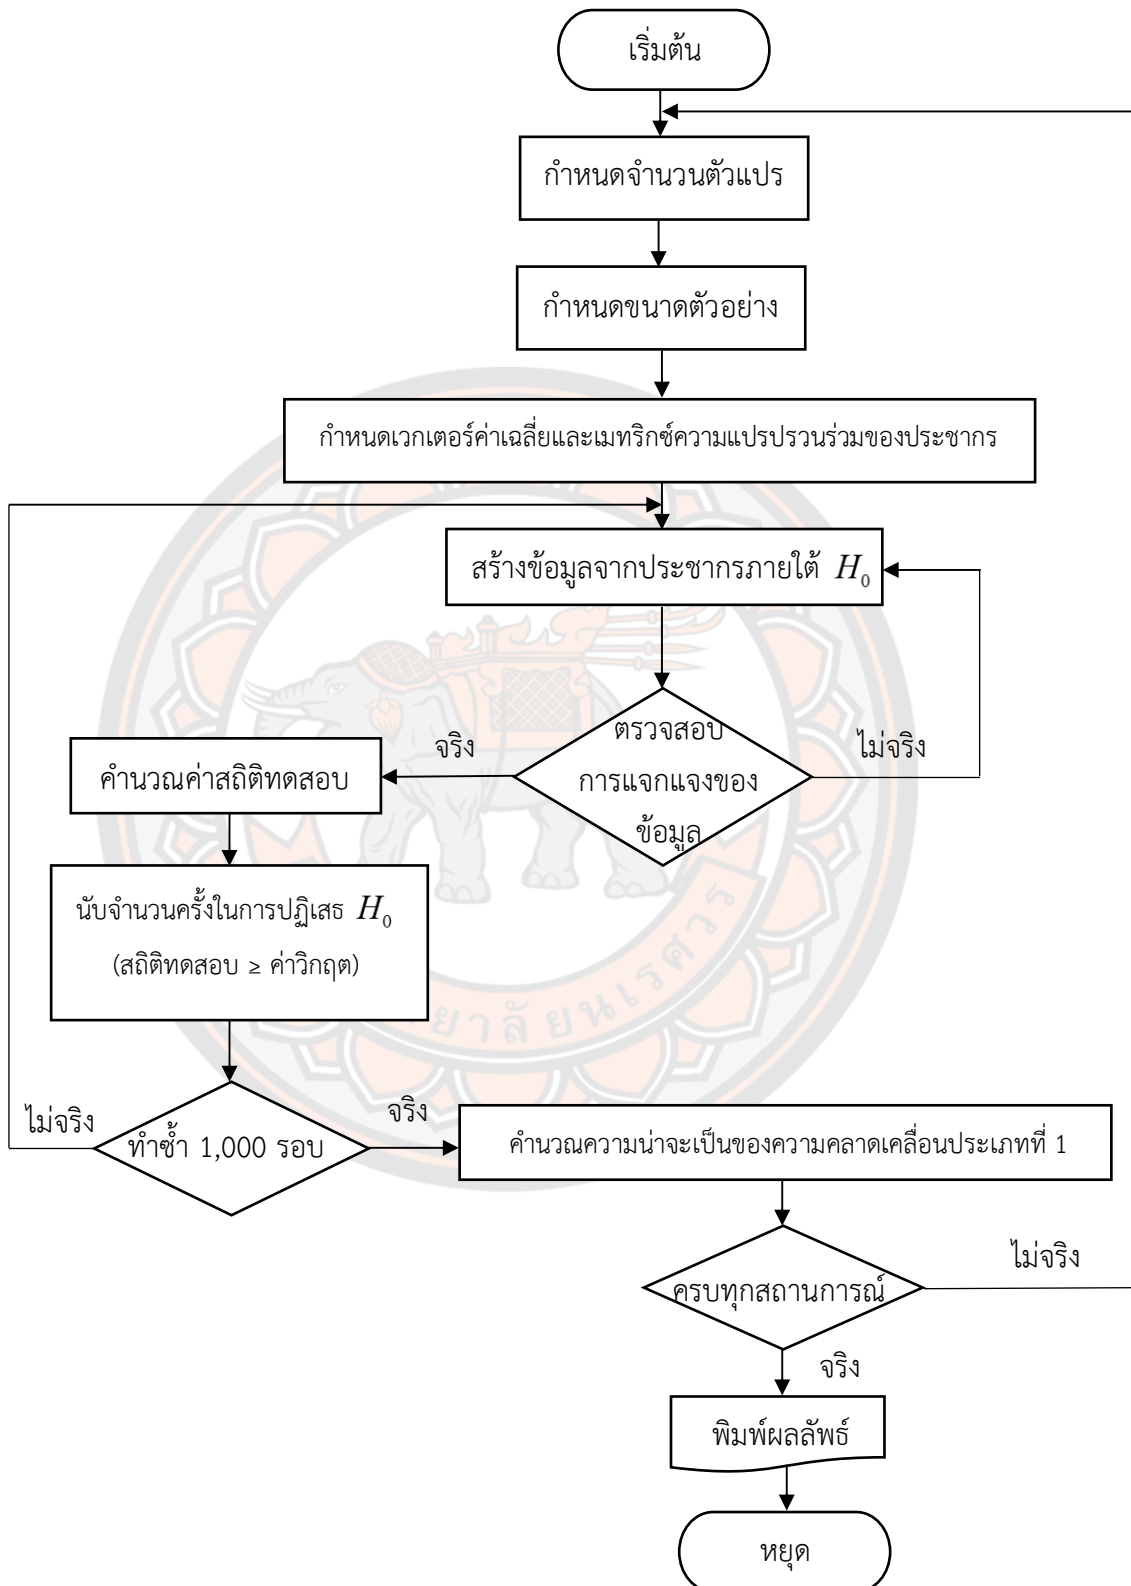 เริ่มต้น
กำหนดจำนวนตัวแปร
กำหนดขนาดตัวอย่าง
กำหนดเวกเตอร์ค่าเฉลี่ยและเมทริกซ์ความแปรปรวนร่วมของประชากร
สร้างข้อมูลจากประชากรภายใต้ H₀
ตรวจสอบ
การแจกแจงของ
ข้อมูล
จริง
ไม่จริง
คำนวณค่าสถิติทดสอบ
นับจำนวนครั้งในการปฏิเสธ H₀
(สถิติทดสอบ ≥ ค่าวิกฤต)
ไม่จริง
ทำซ้ำ 1,000 รอบ
จริง
คำนวณความน่าจะเป็นของความคลาดเคลื่อนประเภทที่ 1
ครบทุกสถานการณ์
ไม่จริง
จริง
พิมพ์ผลลัพธ์
หยุด
ยาลัยนเรศวร